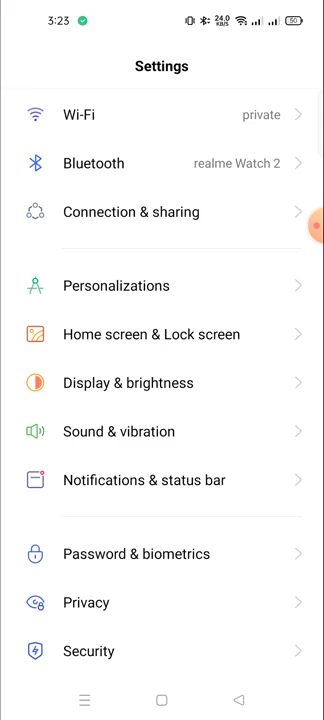 3:23
24.0 KB/S
50
Settings
Wi-Fi private
Bluetooth realme Watch 2
Connection & sharing
Personalizations
Home screen & Lock screen
Display & brightness
Sound & vibration
Notifications & status bar
Password & biometrics
Privacy
Security